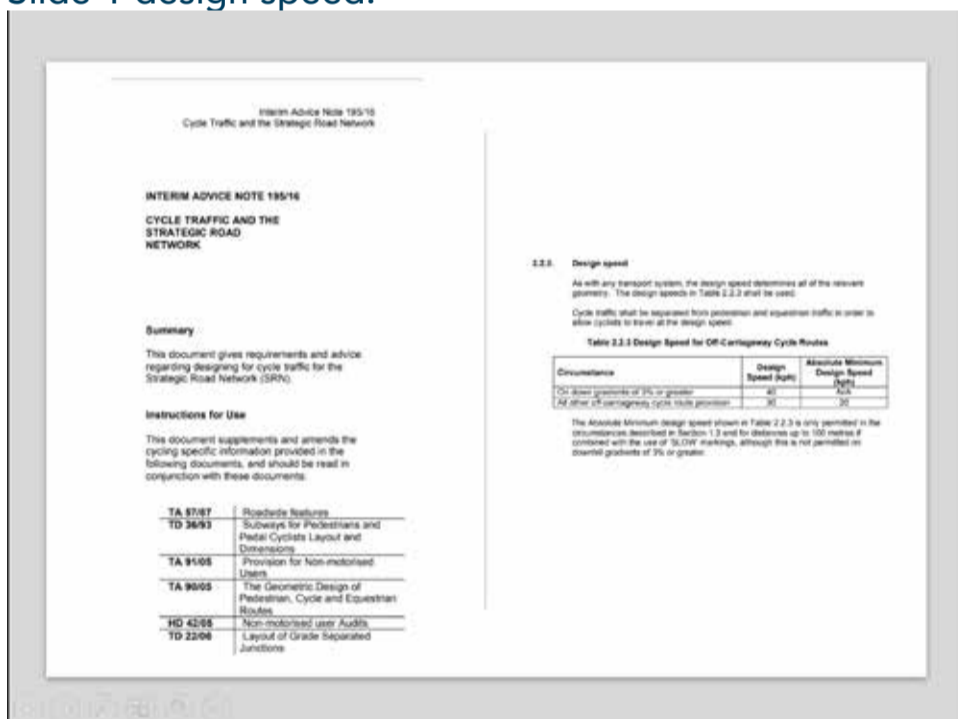 Slide 4 design speed:
Interim Advice Note 195/16
Cycle Traffic and the Strategic Road Network
INTERIM ADVICE NOTE 195/16
CYCLE TRAFFIC AND THE
STRATEGIC ROAD
NETWORK
Summary
This document gives requirements and advice
regarding designing for cycle traffic for the
Strategic Road Network (SRN).
Instructions for Use
This document supplements and amends the
cycling specific information provided in the
following documents, and should be read in
conjunction with these documents:
TA 57/87 Roadside features
TD 36/93 Subways for Pedestrians and
Pedal Cyclists Layout and
Dimensions
TA 91/05 Provision for Non-motorised
Users
TA 90/05 The Geometric Design of
Pedestrian, Cycle and Equestrian
Routes
HD 42/05 Non-motorised user Audits
TD 22/06 Layout of Grade Separated
Junctions
2.2.3. Design speed
As with any transport system, the design speed determines all of the relevant
geometry. The design speeds in Table 2.2.3 shall be used.
Cycle traffic shall be separated from pedestrian and equestrian traffic in order to
allow cyclists to travel at the design speed.
Table 2.2.3 Design Speed for Off-Carriageway Cycle Routes
Circumstance Design Speed (kph) Absolute Minimum Design Speed (kph)
On down gradients of 3% or greater 40 N/A
All other off-carriageway cycle route provision 30 20
The Absolute Minimum design speed shown in Table 2.2.3 is only permitted in the
circumstances described in Section 1.3 and for distances up to 100 metres if
combined with the use of 'SLOW' markings, although this is not permitted on
downhill gradients of 3% or greater.